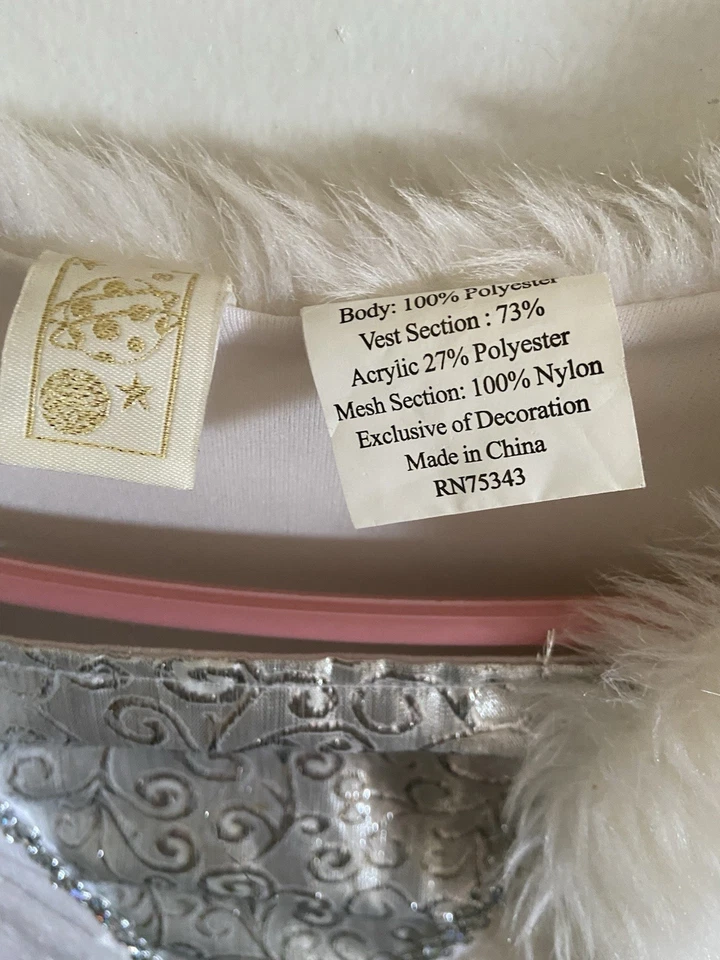 Body: 100% Polyester
Vest Section : 73%
Acrylic 27% Polyester
Mesh Section: 100% Nylon
Exclusive of Decoration
Made in China
RN75343